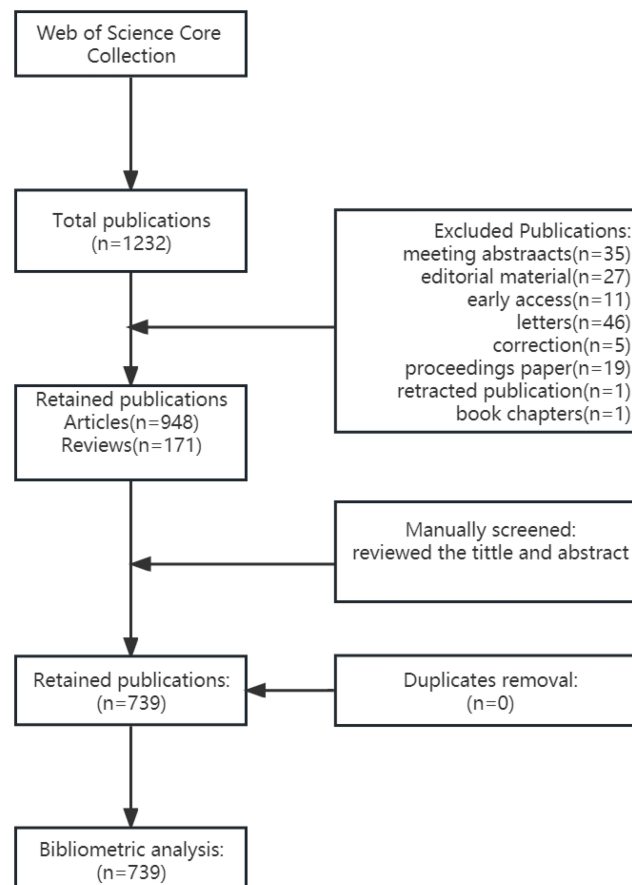 Web of Science Core
Collection
Total publications
(n=1232)
Excluded Publications:
meeting abstraacts(n=35)
editorial material(n=27)
early access(n=11)
letters(n=46)
correction(n=5)
proceedings paper(n=19)
retracted publication(n=1)
book chapters(n=1)
Retained publications
Articles(n=948)
Reviews(n=171)
Manually screened:
reviewed the tittle and abstract
Retained publications:
(n=739)
Duplicates removal:
(n=0)
Bibliometric analysis:
(n=739)